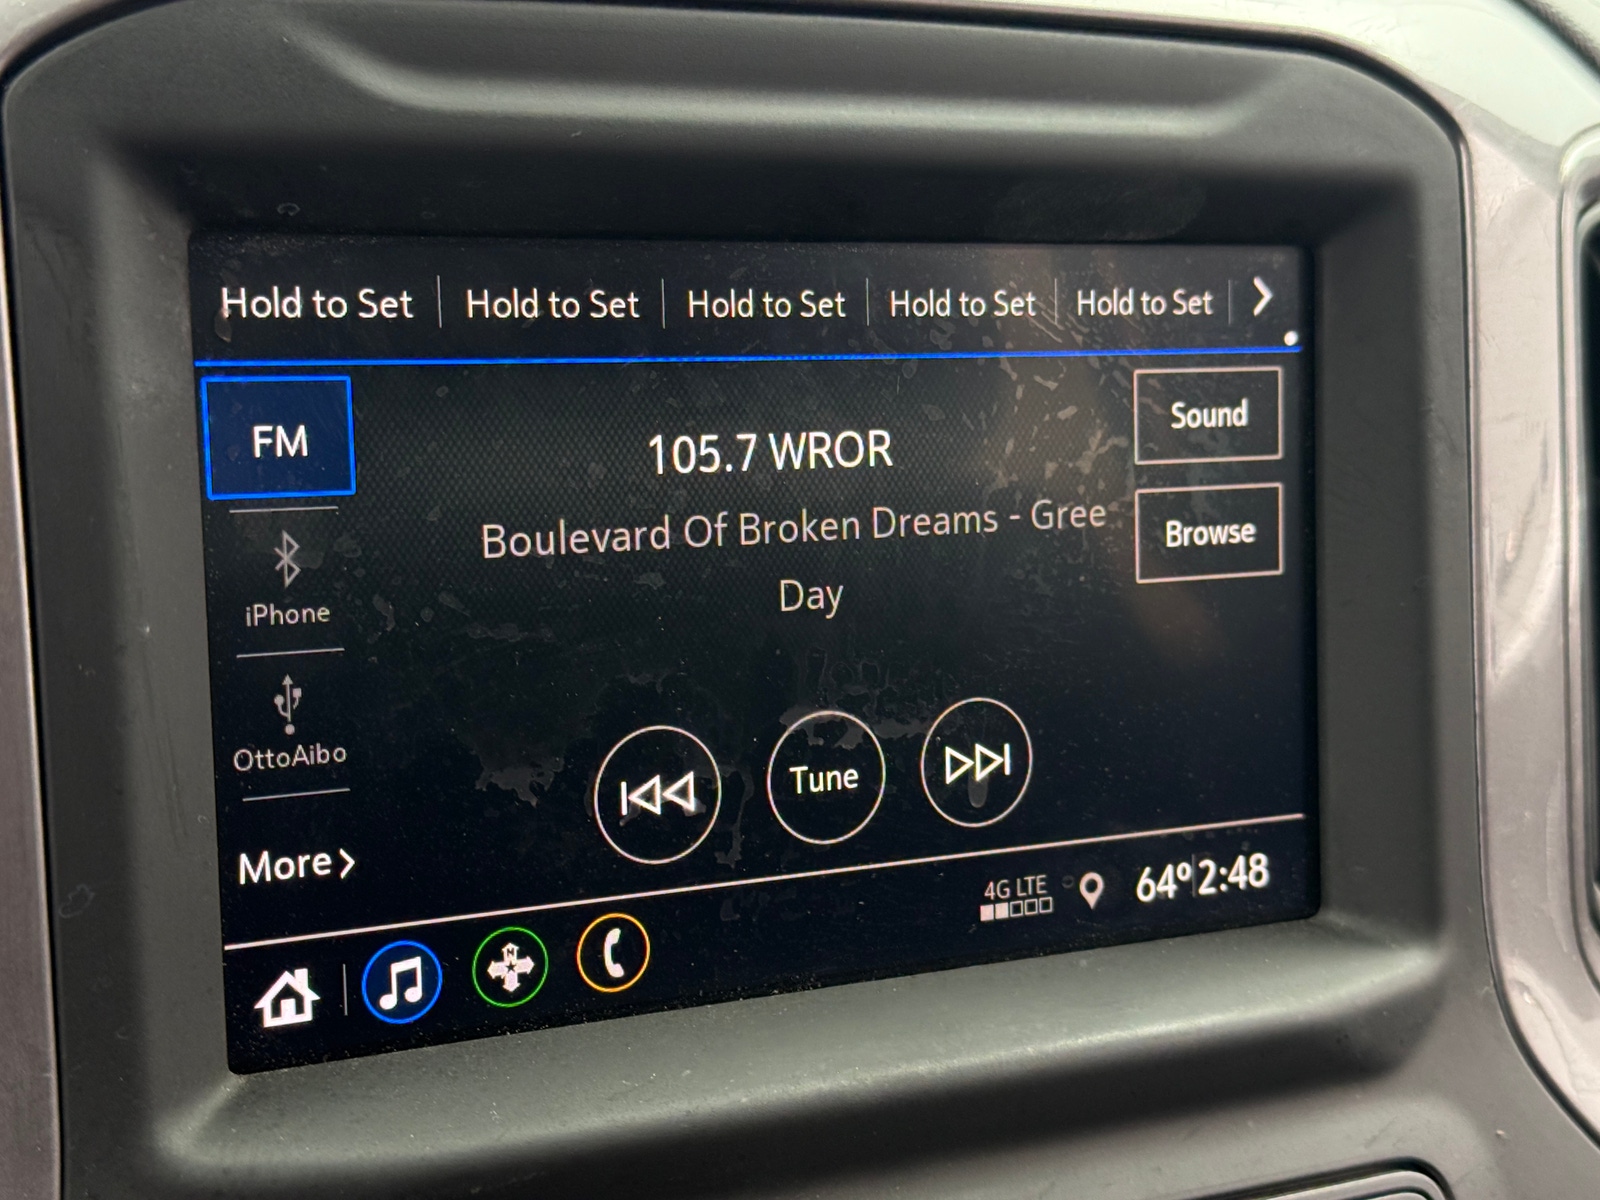 Hold to Set Hold to Set Hold to Set Hold to Set Hold to Set
FM
105.7 WROR
Sound
Boulevard Of Broken Dreams - Gree
Day
Browse
iPhone
OttoAibo
Tune
More
4G LTE
64° 2:48
N